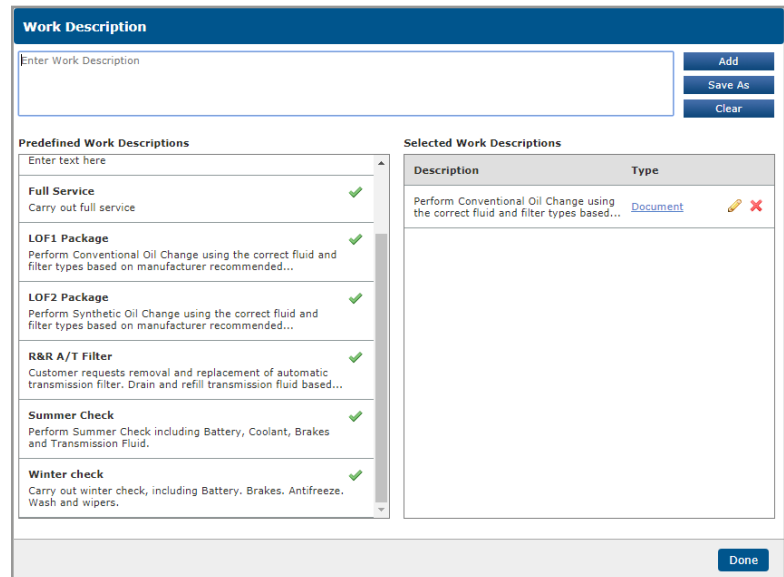 Work Description
Enter Work Description
Add
Save As
Clear
Predefined Work Descriptions
Enter text here
Full Service
Carry out full service
LOF1 Package
Perform Conventional Oil Change using the correct fluid and
filter types based on manufacturer recommended...
LOF2 Package
Perform Synthetic Oil Change using the correct fluid and
filter types based on manufacturer recommended...
R&R A/T Filter
Customer requests removal and replacement of automatic
transmission filter. Drain and refill transmission fluid based...
Summer Check
Perform Summer Check including Battery, Coolant, Brakes
and Transmission Fluid.
Winter check
Carry out winter check, including Battery. Brakes. Antifreeze.
Wash and wipers.
Selected Work Descriptions
Description Type
Perform Conventional Oil Change using
the correct fluid and filter types based...
Document
Done